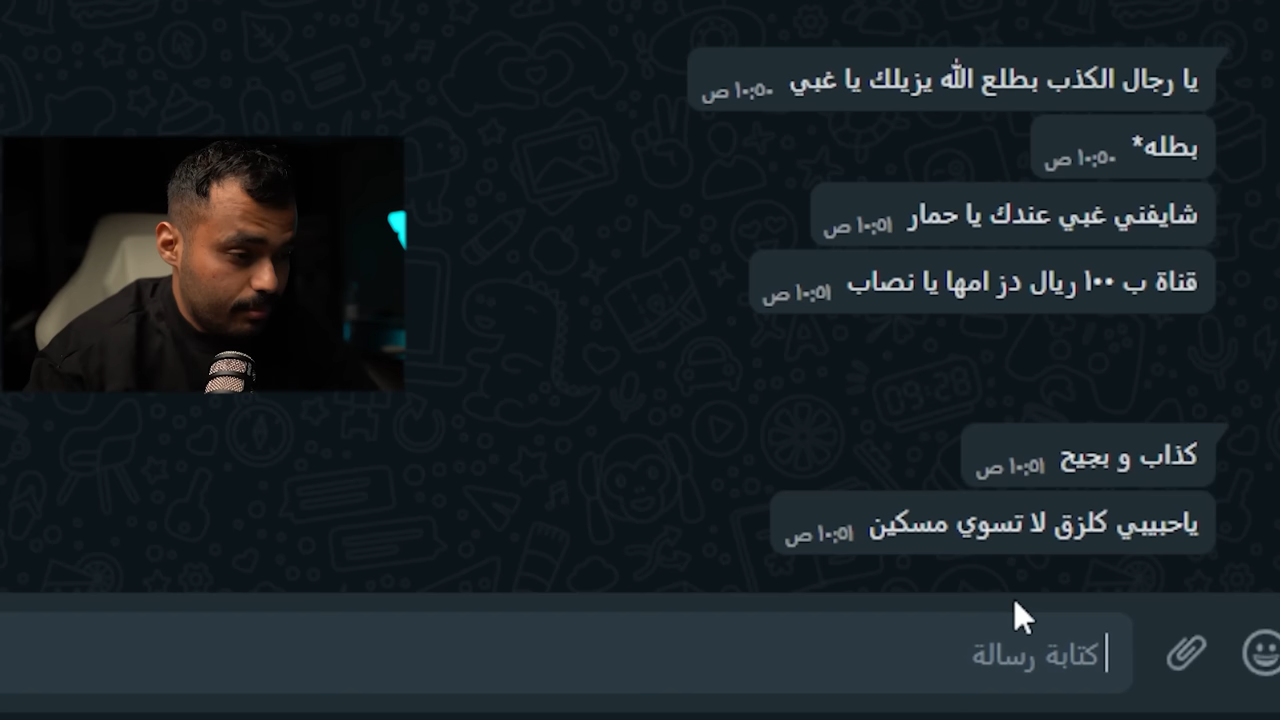 يا رجال الكذب بطلع الله يزيلك يا غبي ١٠:٥٠ ص
بطله* ١٠:٥٠ ص
شايفني غبي عندك يا حمار ١٠:٥١ ص
قناة ب ١٠٠ ريال دز امها يا نصاب ١٠:٥١ ص
كذاب و بجيح ١٠:٥١ ص
ياحبيبي كلزق لا تسوي مسكين ١٠:٥١ ص
كتابة رسالة